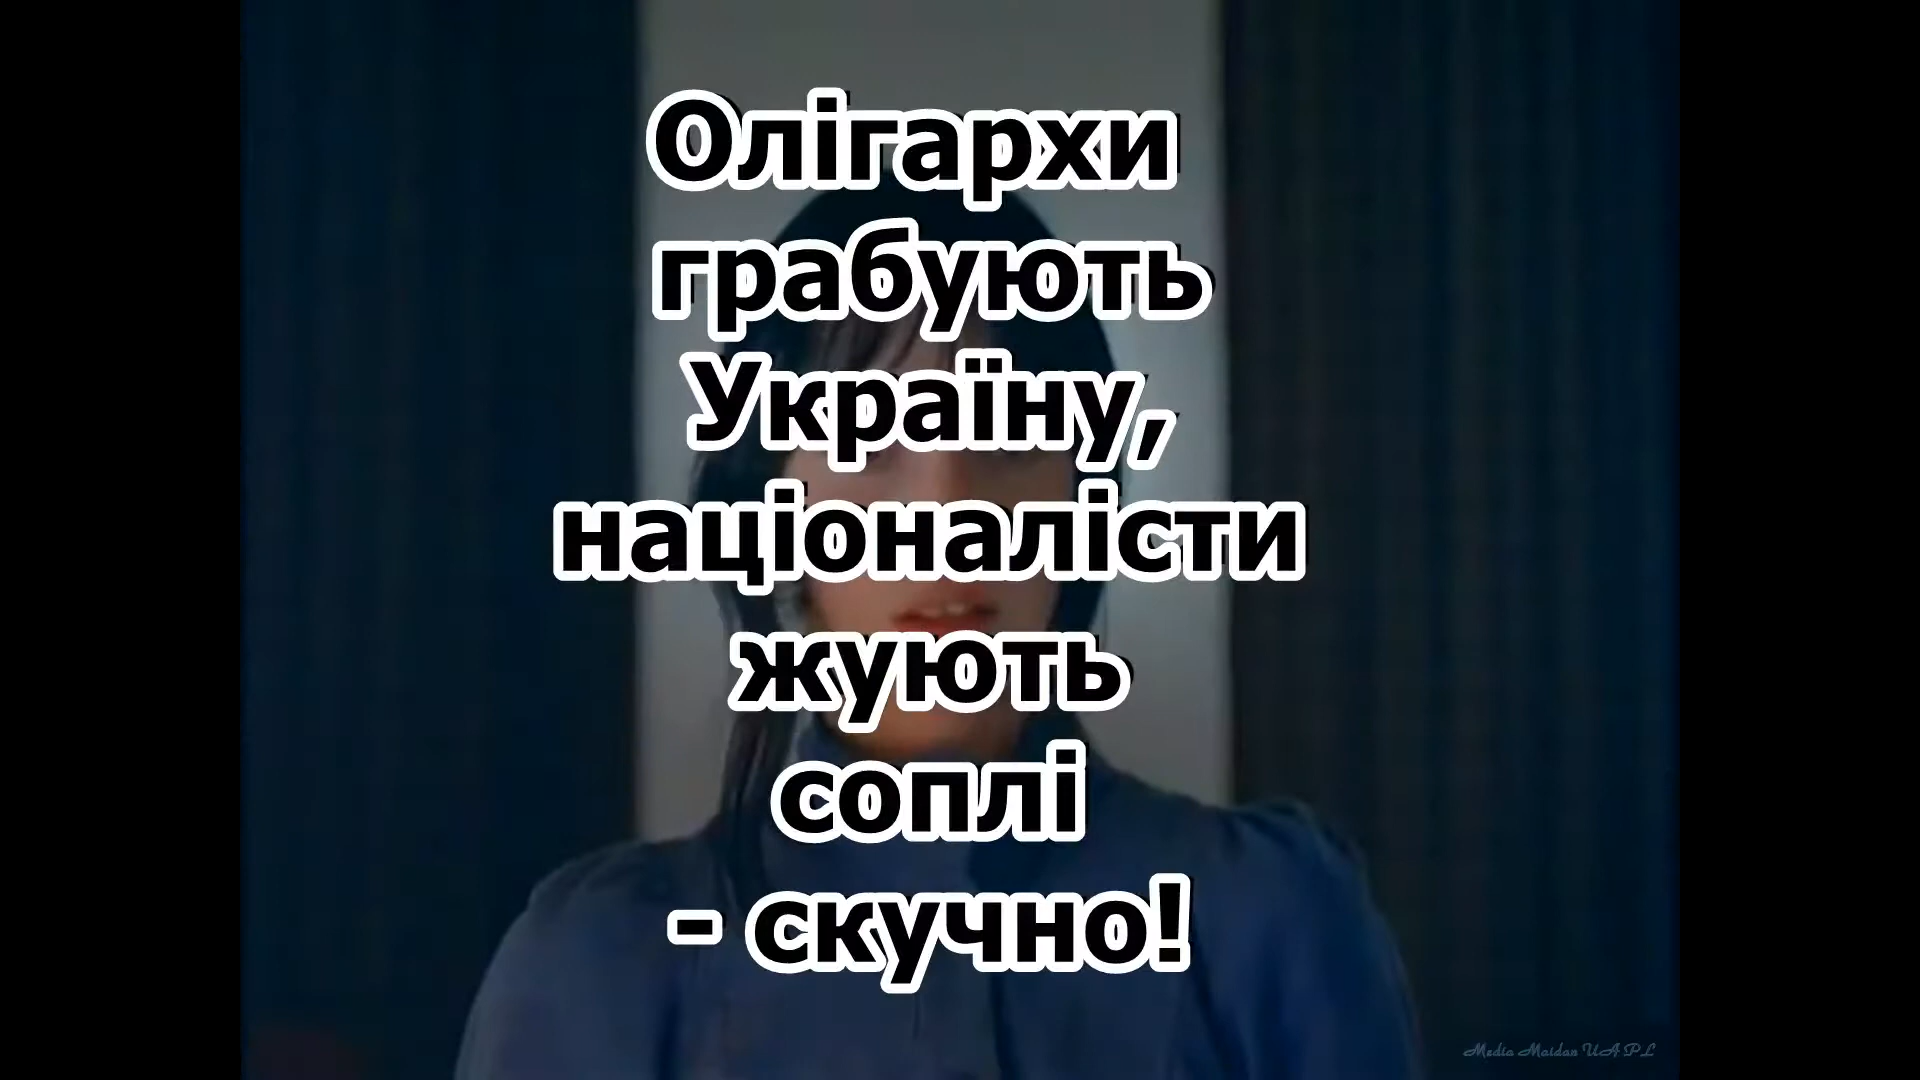 Олігархи
грабують
Україну,
націоналісти
жують
соплі
- скучно!
Media Maidan UA PL